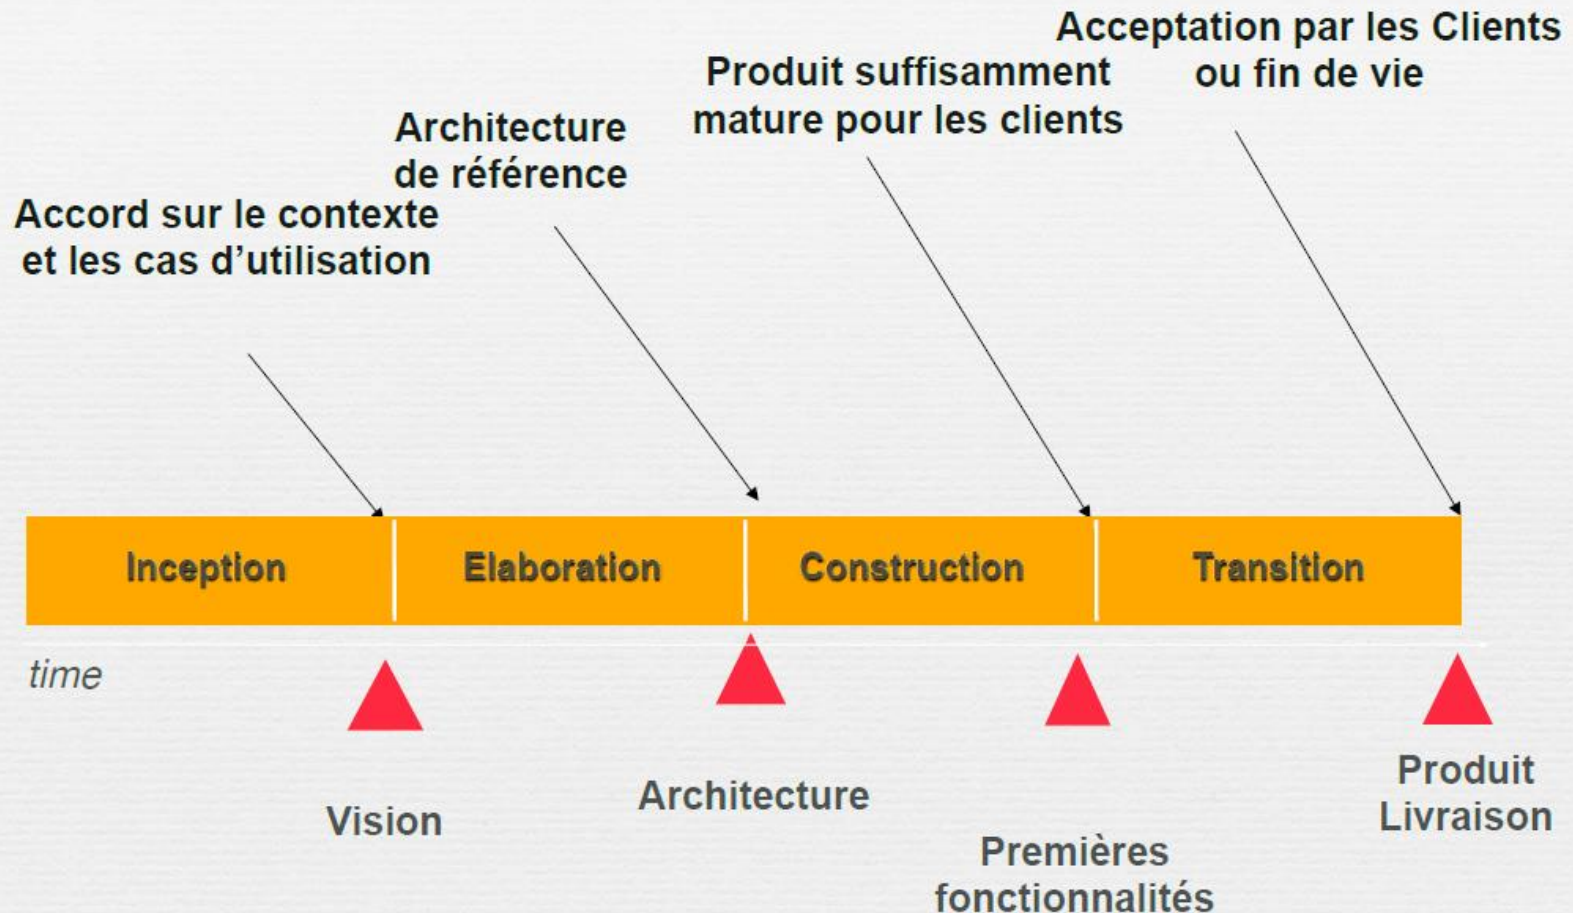 Acceptation par les Clients
ou fin de vie
Produit suffisamment
mature pour les clients
Architecture
de référence
Accord sur le contexte
et les cas d'utilisation
Inception
Elaboration
Construction
Transition
time
Vision
Architecture
Premières
fonctionnalités
Produit
Livraison